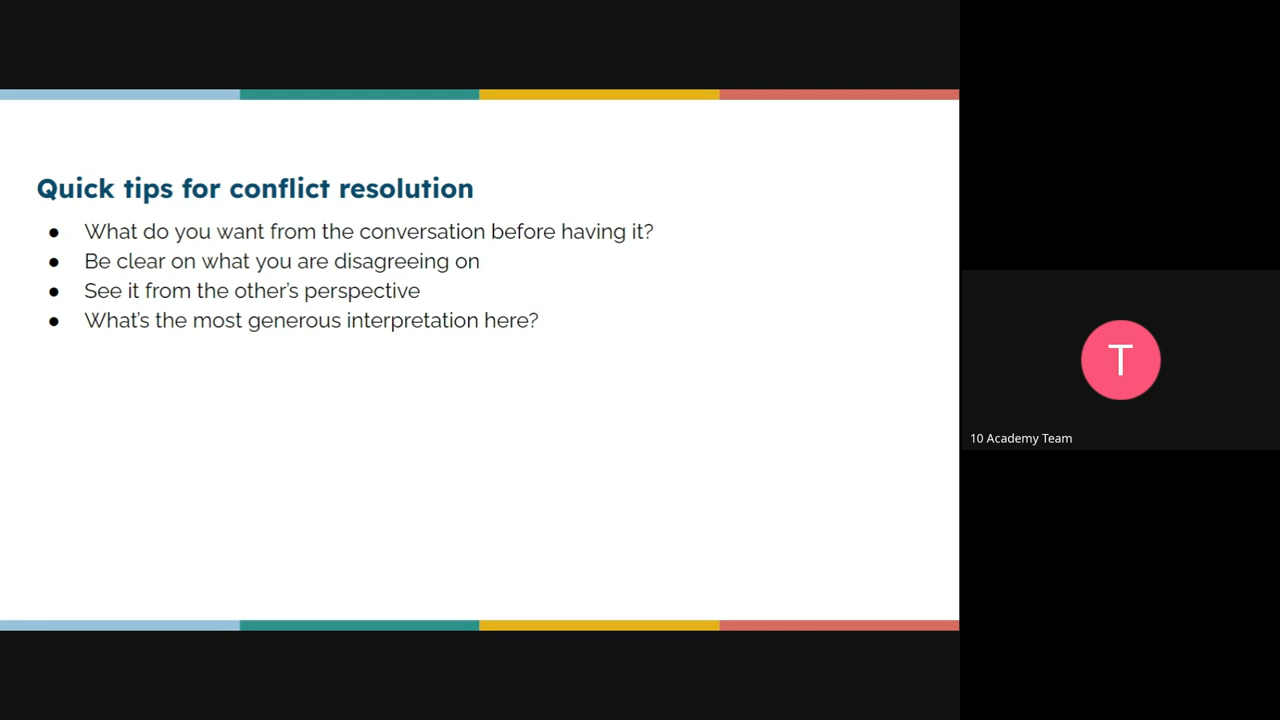 Quick tips for conflict resolution
● What do you want from the conversation before having it?
● Be clear on what you are disagreeing on
● See it from the other's perspective
● What's the most generous interpretation here?
T
10 Academy Team